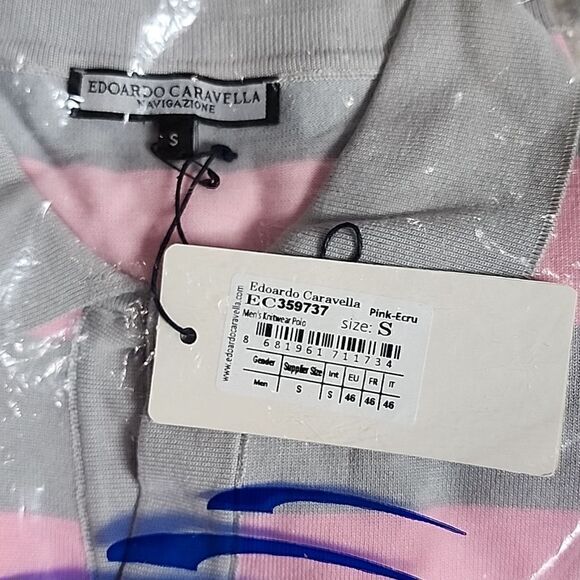 EDOARDO CARAVELLA
NAVIGAZIONE
S
www.edoardocaravella.com
Edoardo Caravella
EC359737 Pink-Ecru
Men's Knitwear Polo size: S
8 681961 711734
Gender Supplier Size Int EU FR IT
Men S S 46 46 46